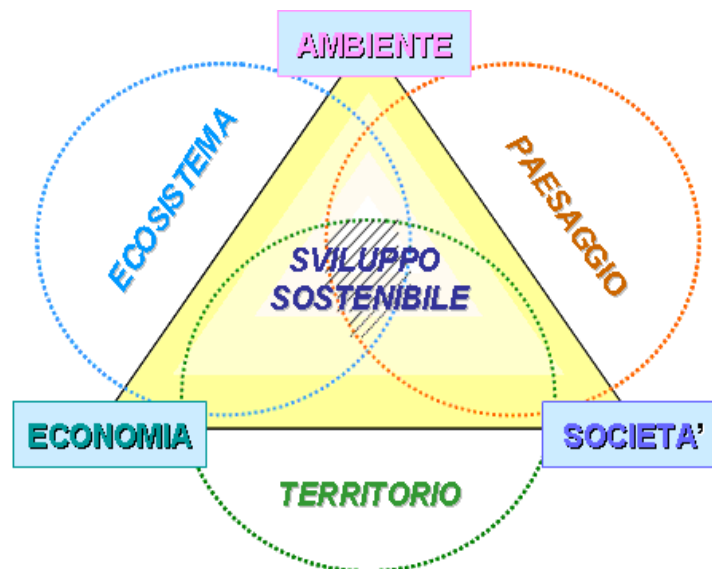 AMBIENTE
ECOSISTEMA
PAESAGGIO
SVILUPPO
SOSTENIBILE
ECONOMIA
SOCIETA'
TERRITORIO